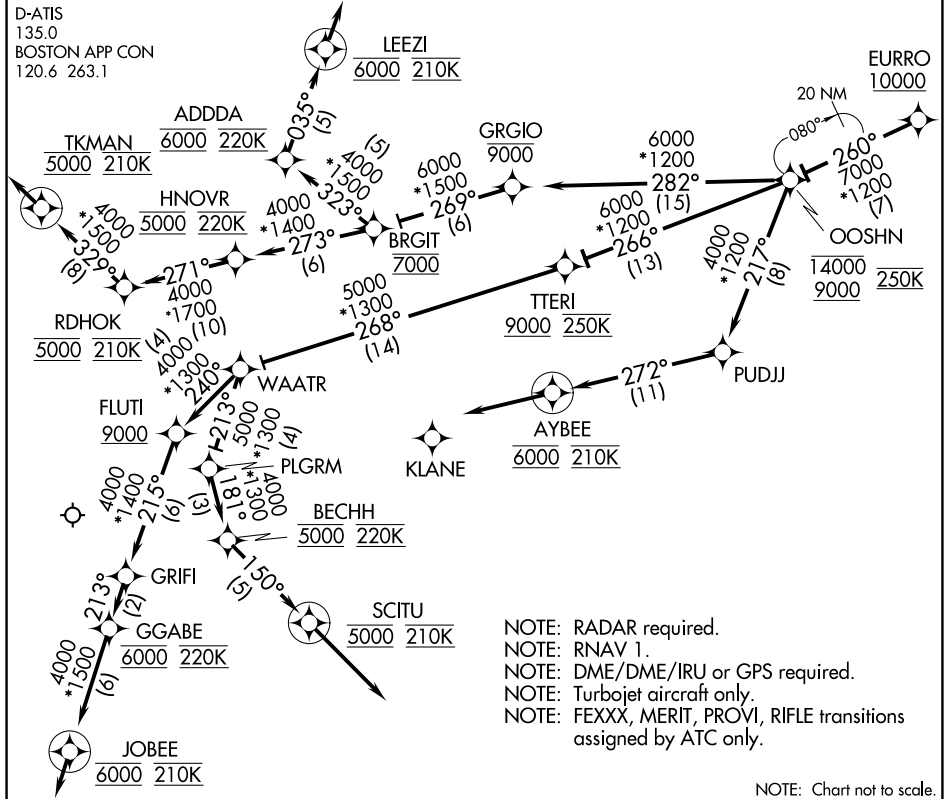 D-ATIS
135.0
BOSTON APP CON
120.6 263.1
LEEZI
6000 210K
035°
(5)
ADDDA
6000 220K
TKMAN
5000 210K
4000
*1500
329°
(8)
HNOVR
5000 220K
(5)
4000
*1500
323°
GRGIO
9000
6000
*1500
269°
(6)
4000
*1400
273°
(6)
BRGIT
7000
271°
4000
*1700
(10)
RDHOK
5000 210K
EURRO
10000
20 NM
080°
260°
7000
*1200
(7)
6000
*1200
282°
(15)
6000
*1200
266°
(13)
OOSHN
14000
9000
250K
4000
*1200
217°
(8)
TTERI
9000 250K
5000
*1300
268°
(14)
PUDJJ
272°
(11)
AYBEE
6000 210K
KLANE
WAATR
(4)
4000
*1300
240°
FLUTI
9000
213°
5000
*1300
(4)
PLGRM
4000
*1300
181°
(3)
BECHH
5000 220K
150°
(5)
SCITU
5000 210K
4000
*1400
215°
(6)
GRIFI
213°
(2)
GGABE
6000 220K
4000
*1500
(6)
JOBEE
6000 210K
NOTE: RADAR required.
NOTE: RNAV 1.
NOTE: DME/DME/IRU or GPS required.
NOTE: Turbojet aircraft only.
NOTE: FEXXX, MERIT, PROVI, RIFLE transitions
assigned by ATC only.
NOTE: Chart not to scale.